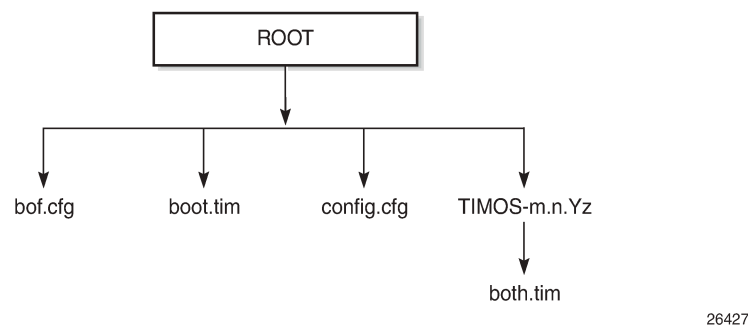 ROOT
bof.cfg
boot.tim
config.cfg
TIMOS-m.n.Yz
both.tim
26427